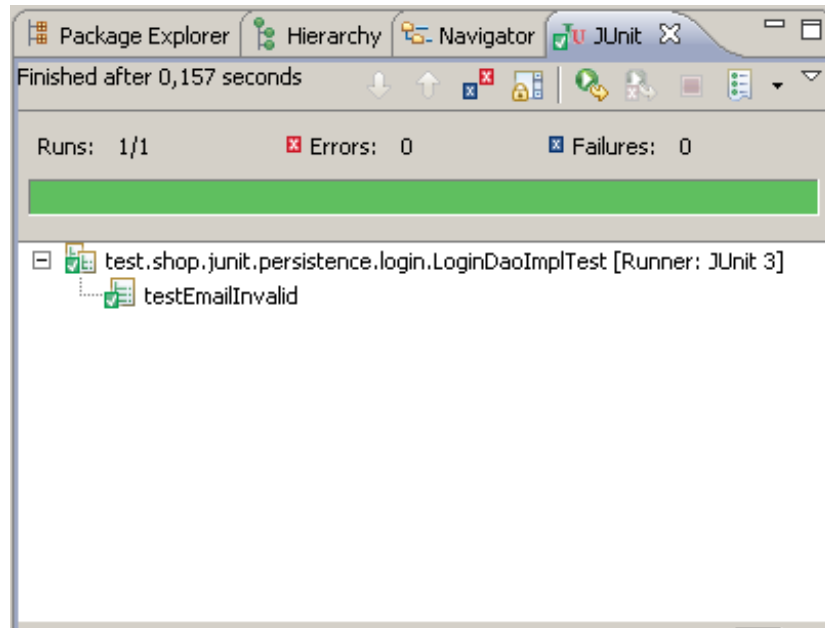 Package Explorer Hierarchy Navigator JUnit
Finished after 0,157 seconds
Runs: 1/1 Errors: 0 Failures: 0
test.shop.junit.persistence.login.LoginDaoImplTest [Runner: JUnit 3]
testEmailInvalid